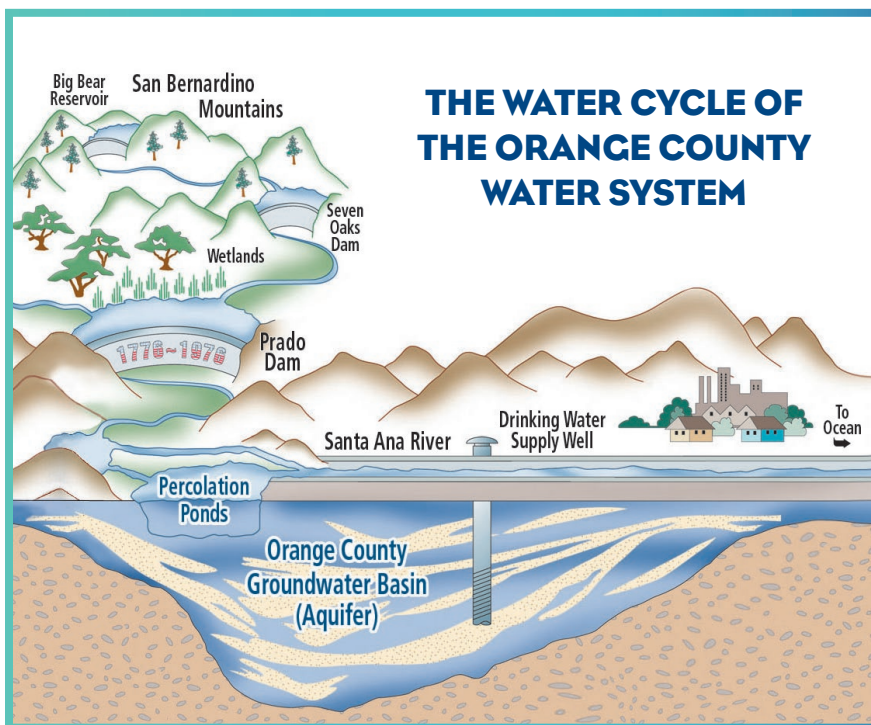 THE WATER CYCLE OF
THE ORANGE COUNTY
WATER SYSTEM
Big Bear
Reservoir
San Bernardino
Mountains
Seven
Oaks
Dam
Wetlands
1776~1976
Prado
Dam
Santa Ana River
Drinking Water
Supply Well
To
Ocean
Percolation
Ponds
Orange County
Groundwater Basin
(Aquifer)